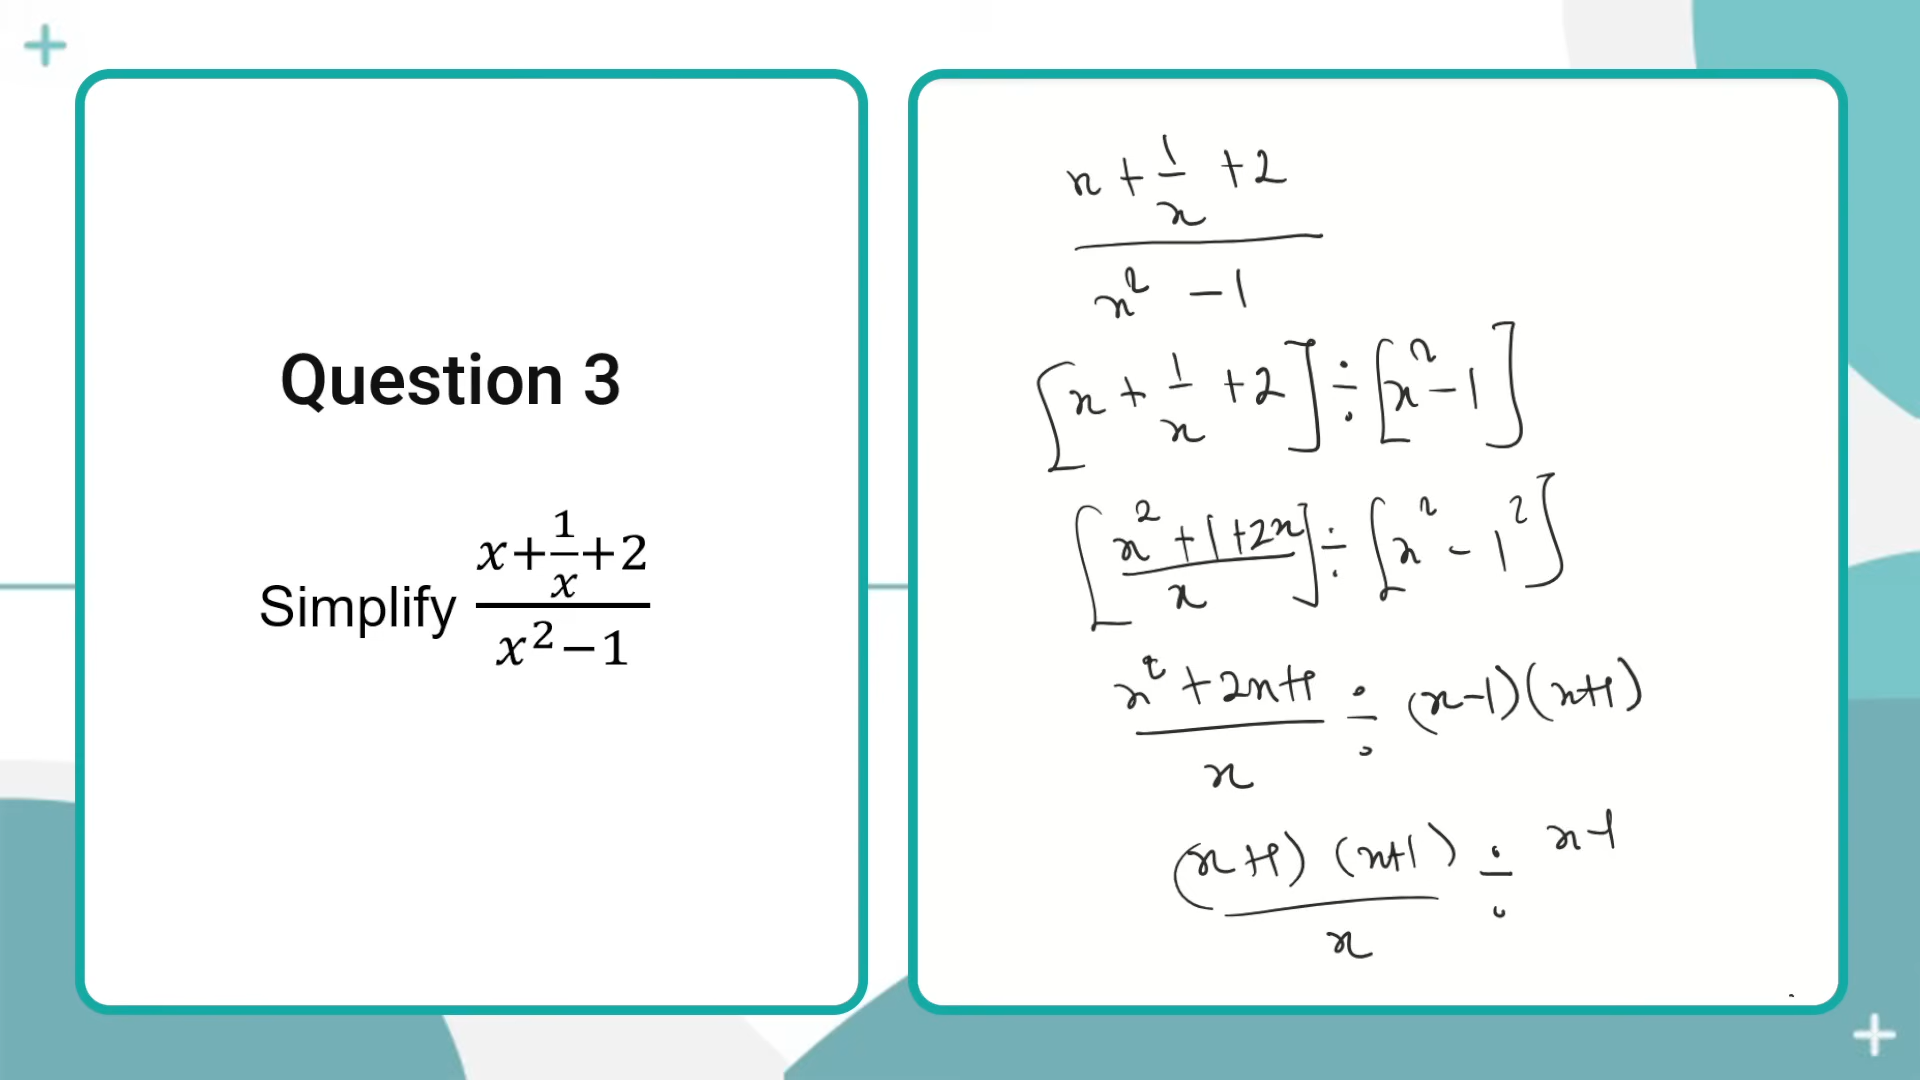 Question 3
Simplify (x+1/x+2)/(x²−1)
x + 1/x + 2
x² − 1
[x + 1/x + 2] ÷ [x² − 1]
[(x² + 1 + 2x)/x] ÷ [x² − 1²]
(x² + 2x + 1)/x ÷ (x−1)(x+1)
(x+1)(x+1)/x ÷ x−1